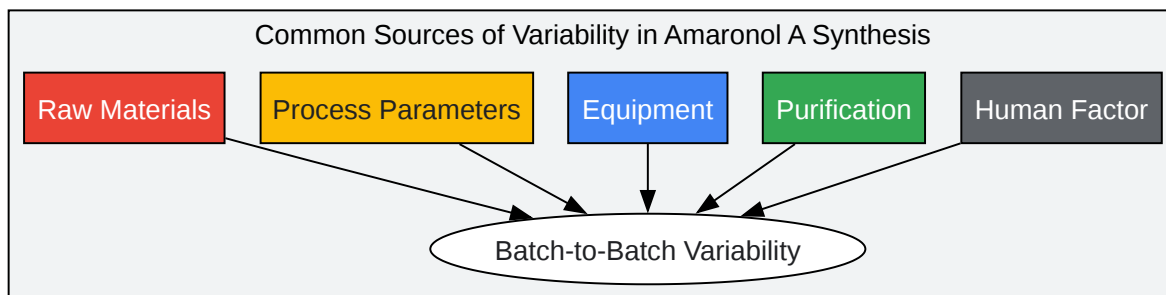 Common Sources of Variability in Amaronol A Synthesis
Raw Materials
Process Parameters
Equipment
Purification
Human Factor
Batch-to-Batch Variability